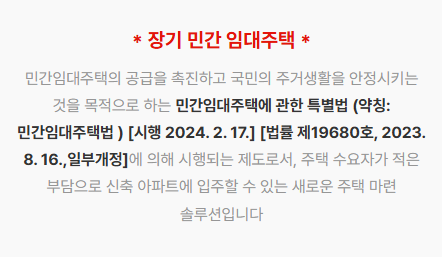 * 장기 민간 임대주택 *
민간임대주택의 공급을 촉진하고 국민의 주거생활을 안정시키는
것을 목적으로 하는 민간임대주택에 관한 특별법 (약칭:
민간임대주택법 ) [시행 2024. 2. 17.] [법률 제19680호, 2023.
8. 16.,일부개정]에 의해 시행되는 제도로서, 주택 수요자가 적은
부담으로 신축 아파트에 입주할 수 있는 새로운 주택 마련
솔루션입니다